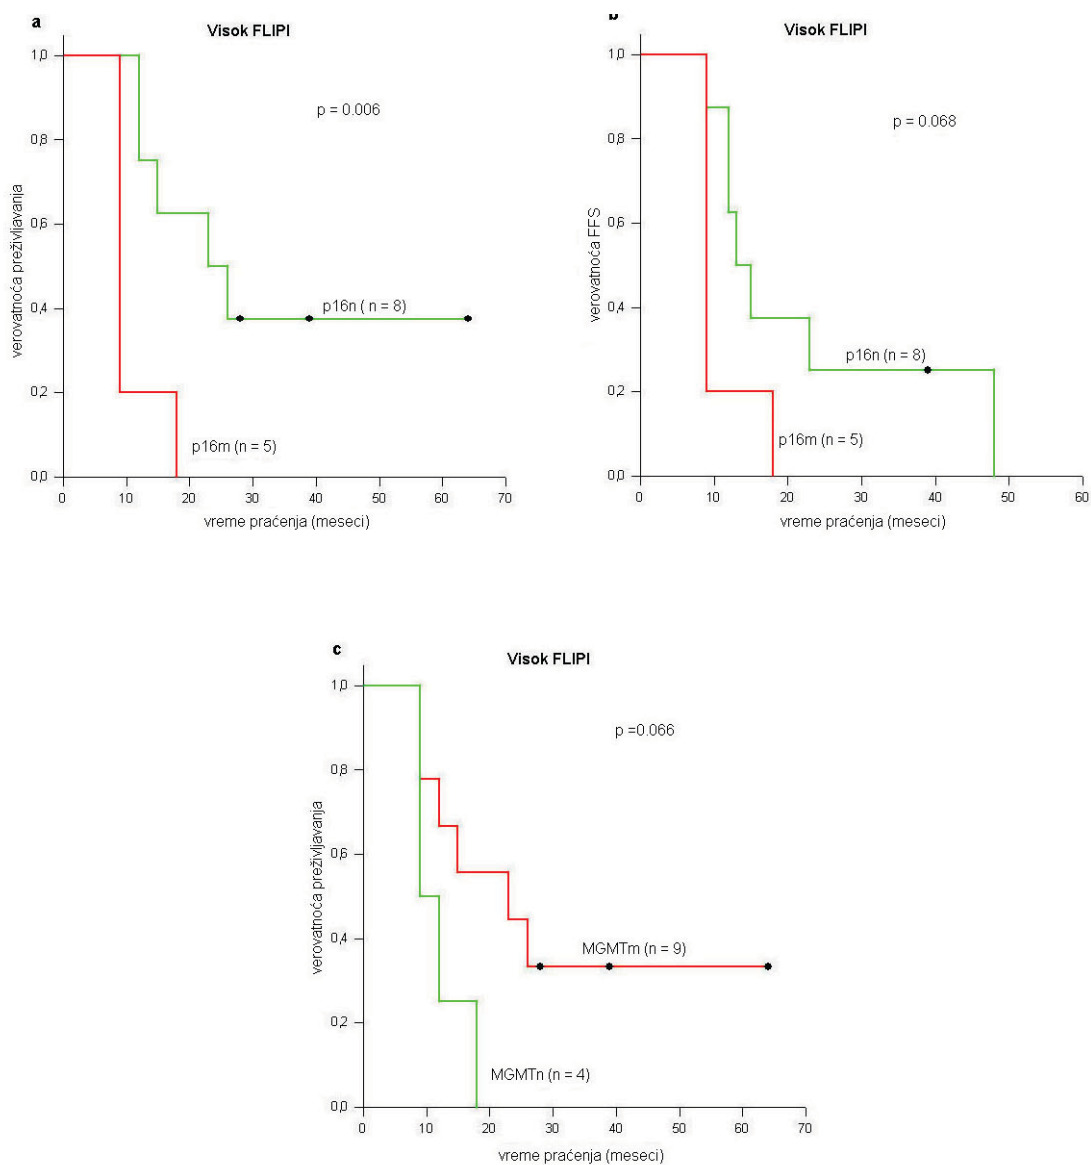 a
Visok FLIPI
p = 0.006
verovatnoća preživljavanja
1,0
0,8
0,6
0,4
0,2
0,0
p16n ( n = 8)
p16m (n = 5)
0 10 20 30 40 50 60 70
vreme praćenja (meseci)
b
Visok FLIPI
p = 0.068
verovatnoća FFS
1,0
0,8
0,6
0,4
0,2
0,0
p16n (n = 8)
p16m (n = 5)
0 10 20 30 40 50 60
vreme praćenja (meseci)
c
Visok FLIPI
p =0.066
verovatnoća preživljavanja
1,0
0,8
0,6
0,4
0,2
0,0
MGMTm (n = 9)
MGMTn (n = 4)
0 10 20 30 40 50 60 70
vreme praćenja (meseci)